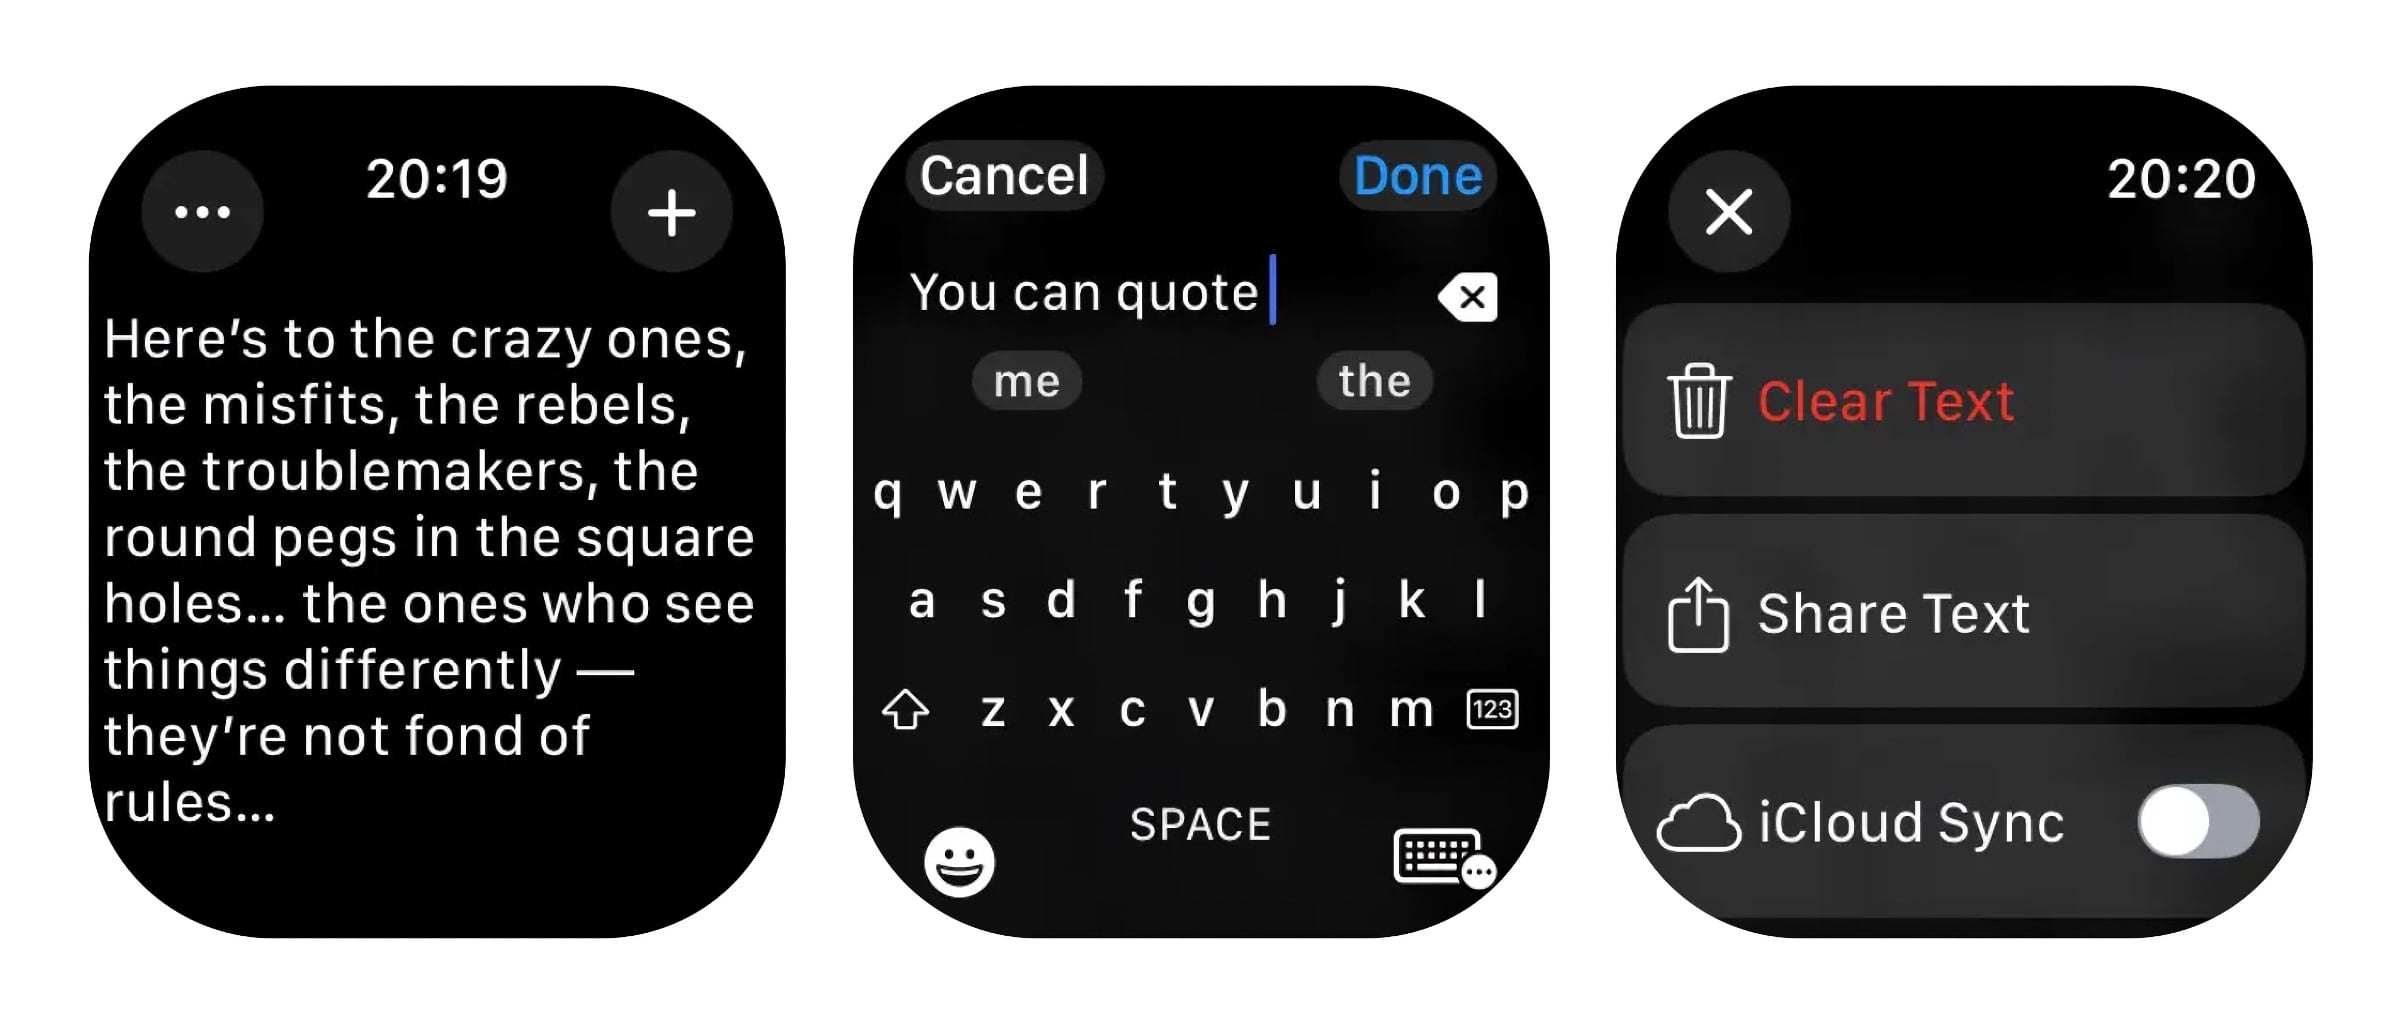 20:19
Here’s to the crazy ones,
the misfits, the rebels,
the troublemakers, the
round pegs in the square
holes... the ones who see
things differently —
they’re not fond of
rules...
Cancel
Done
You can quote
me the
q w e r t y u i o p
a s d f g h j k l
z x c v b n m 123
SPACE
20:20
Clear Text
Share Text
iCloud Sync